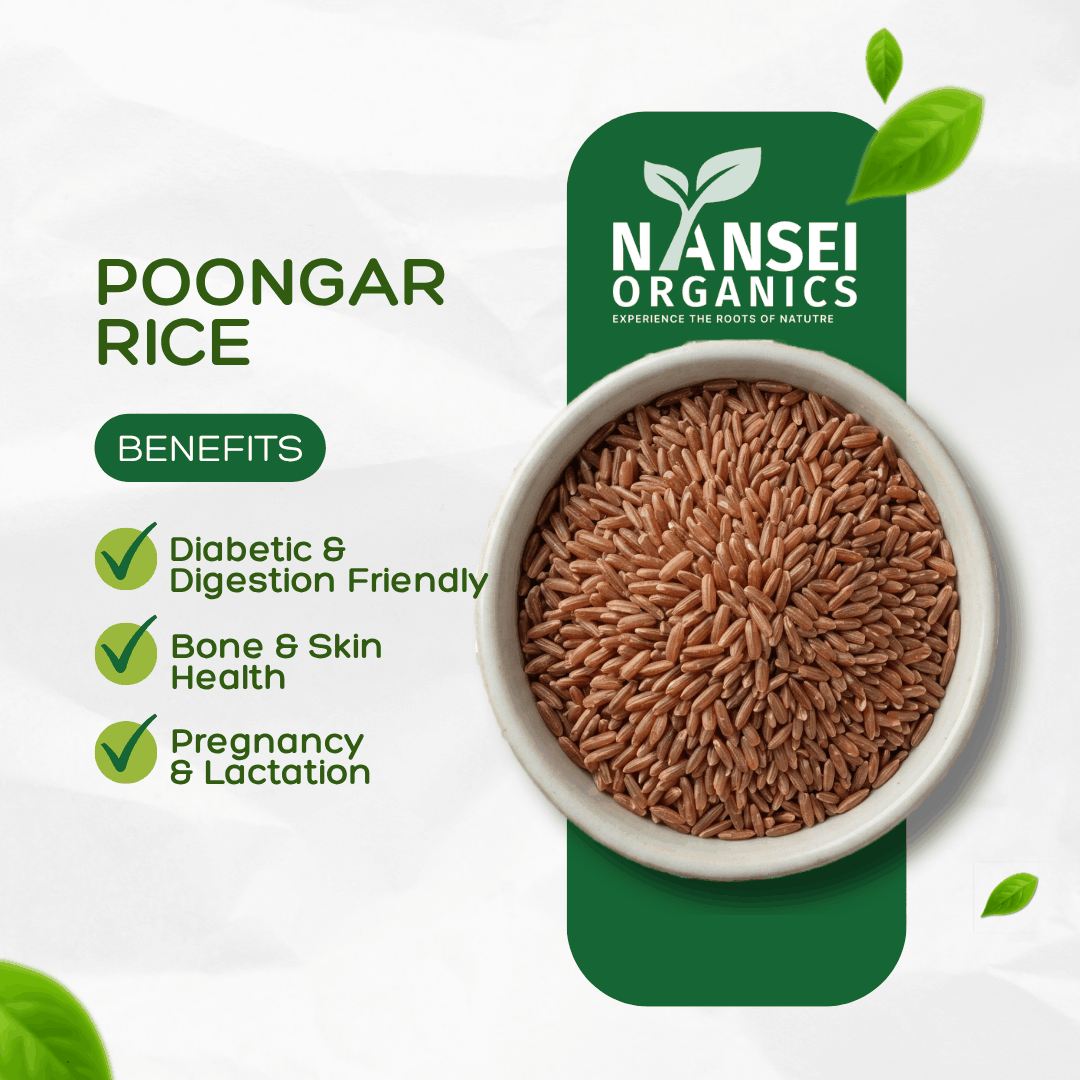 POONGAR
RICE
BENEFITS
Diabetic &
Digestion Friendly
Bone & Skin
Health
Pregnancy
& Lactation
NANSEI
ORGANICS
EXPERIENCE THE ROOTS OF NATUTRE